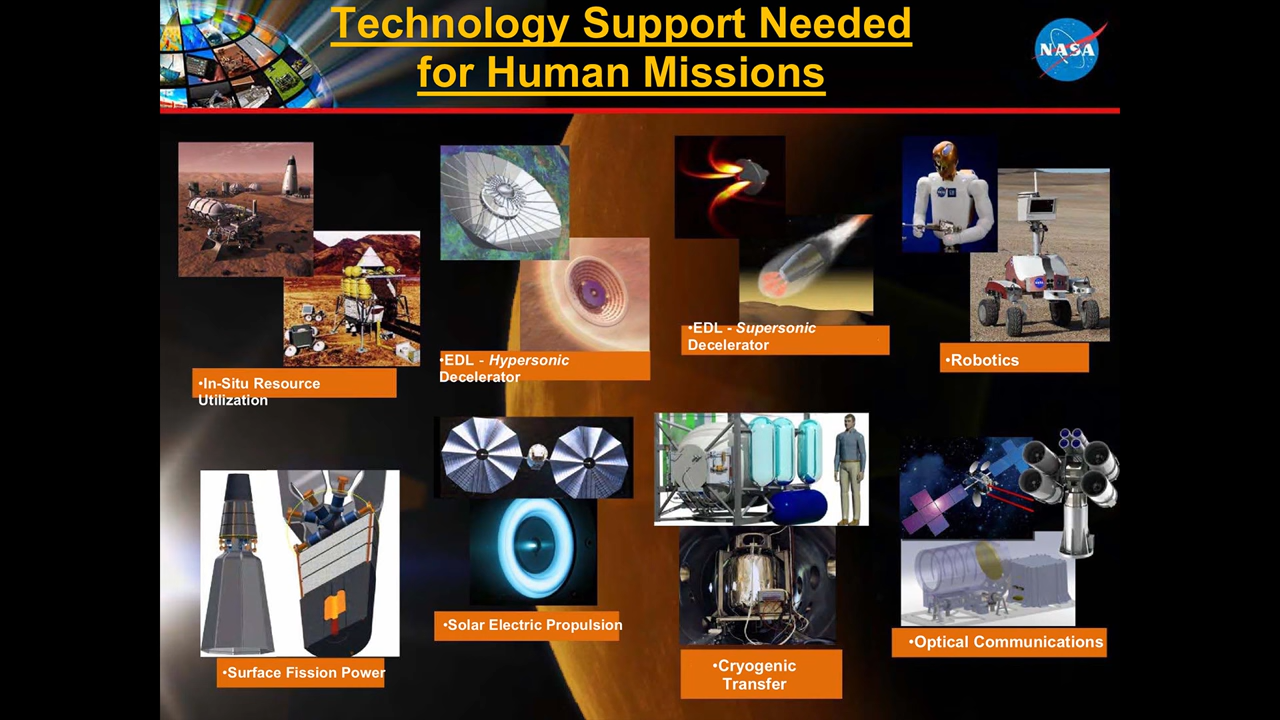 Technology Support Needed
for Human Missions
NASA
•In-Situ Resource
Utilization
•EDL - Hypersonic
Decelerator
•EDL - Supersonic
Decelerator
•Robotics
•Surface Fission Power
•Solar Electric Propulsion
•Cryogenic
Transfer
•Optical Communications